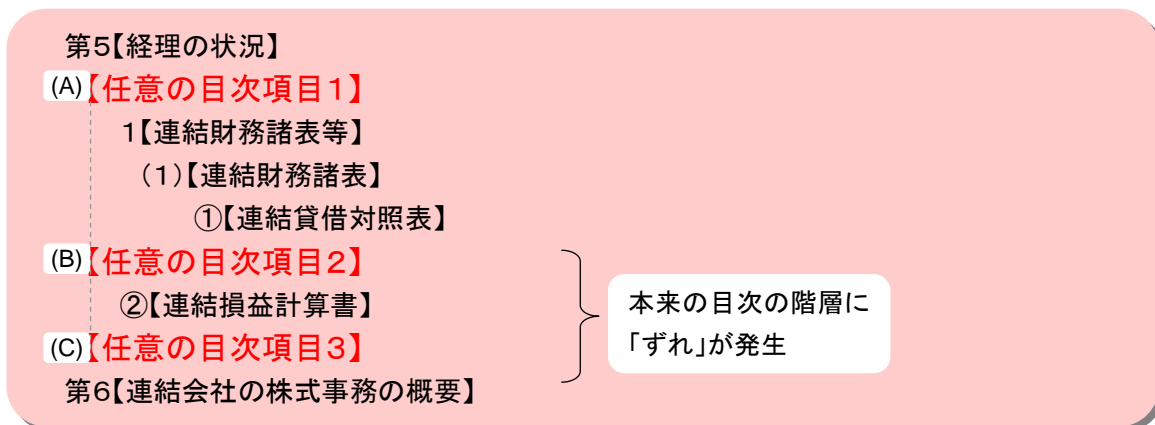 第5【経理の状況】
(A)【任意の目次項目1】
1【連結財務諸表等】
(1)【連結財務諸表】
①【連結貸借対照表】
(B)【任意の目次項目2】
②【連結損益計算書】
(C)【任意の目次項目3】
第6【連結会社の株式事務の概要】
本来の目次の階層に
「ずれ」が発生